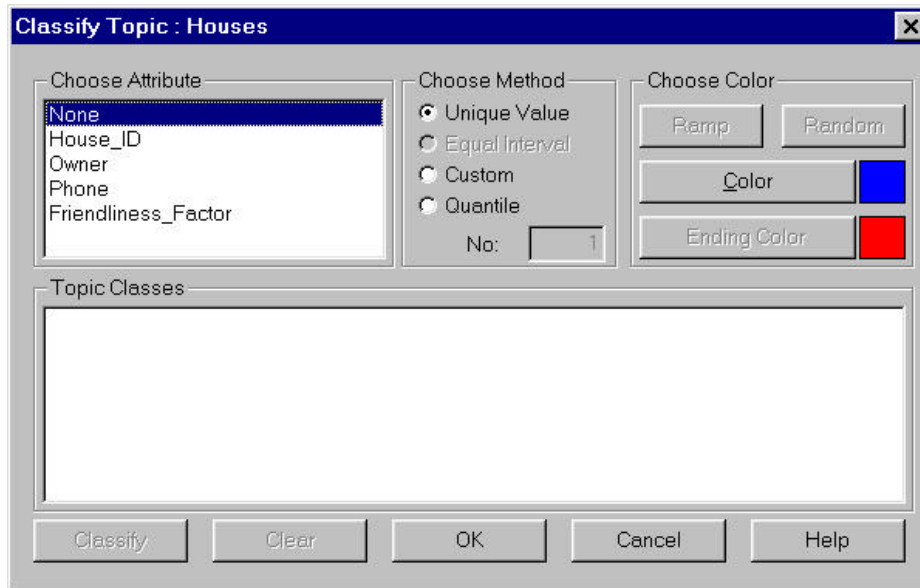 Classify Topic : Houses
Choose Attribute
None
House_ID
Owner
Phone
Friendliness_Factor
Choose Method
Unique Value
Equal Interval
Custom
Quantile
No: 1
Choose Color
Ramp Random
Color
Ending Color
Topic Classes
Classify Clear OK Cancel Help